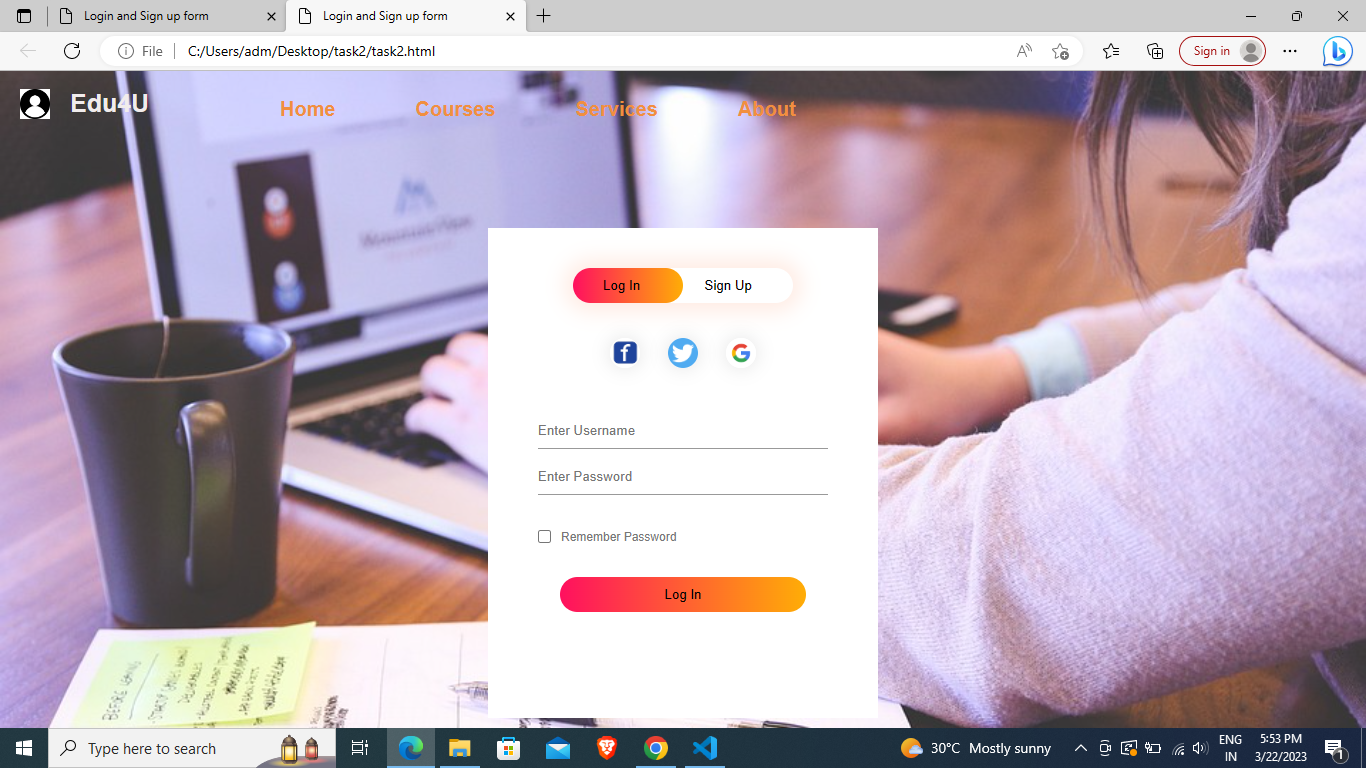 Login and Sign up form
Login and Sign up form
File
C:/Users/adm/Desktop/task2/task2.html
Sign in
Edu4U
Home
Courses
Services
About
Log In
Sign Up
Enter Username
Enter Password
Remember Password
Log In
BEFORE LEAVING
Type here to search
30°C Mostly sunny
ENG
IN
5:53 PM
3/22/2023
1